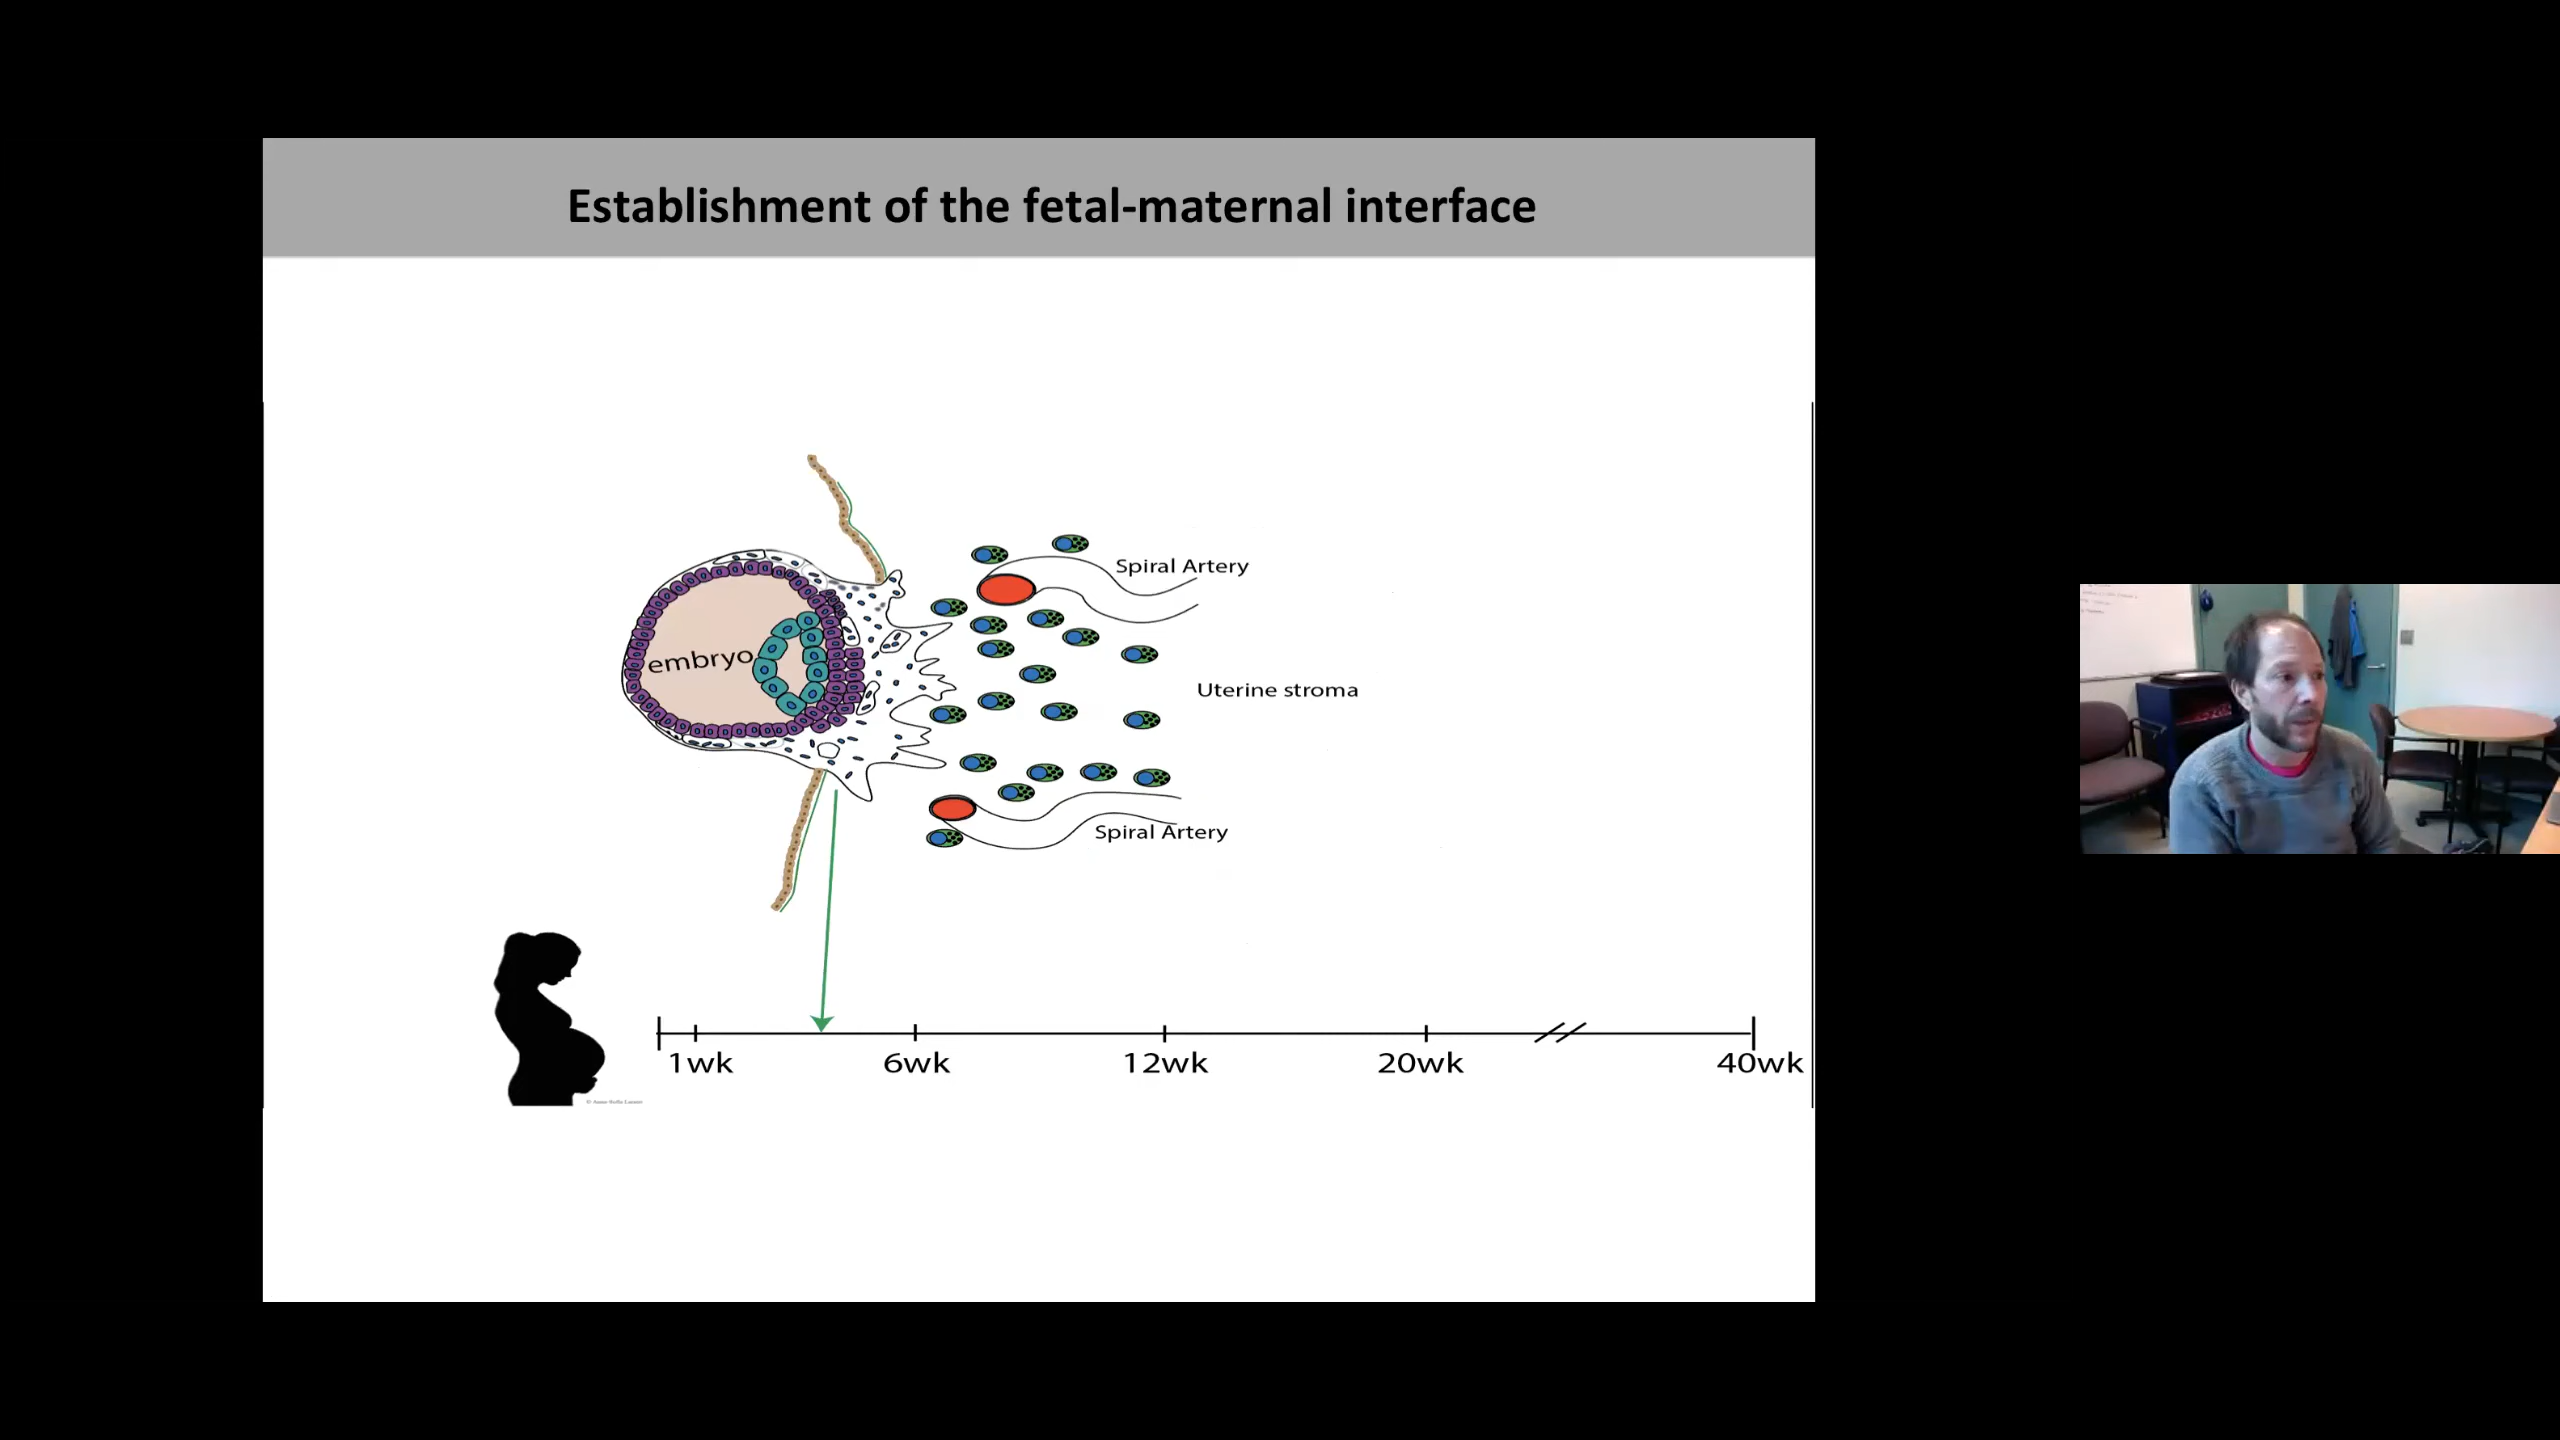 Establishment of the fetal-maternal interface
Spiral Artery
embryo
Uterine stroma
Spiral Artery
1wk
6wk
12wk
20wk
40wk